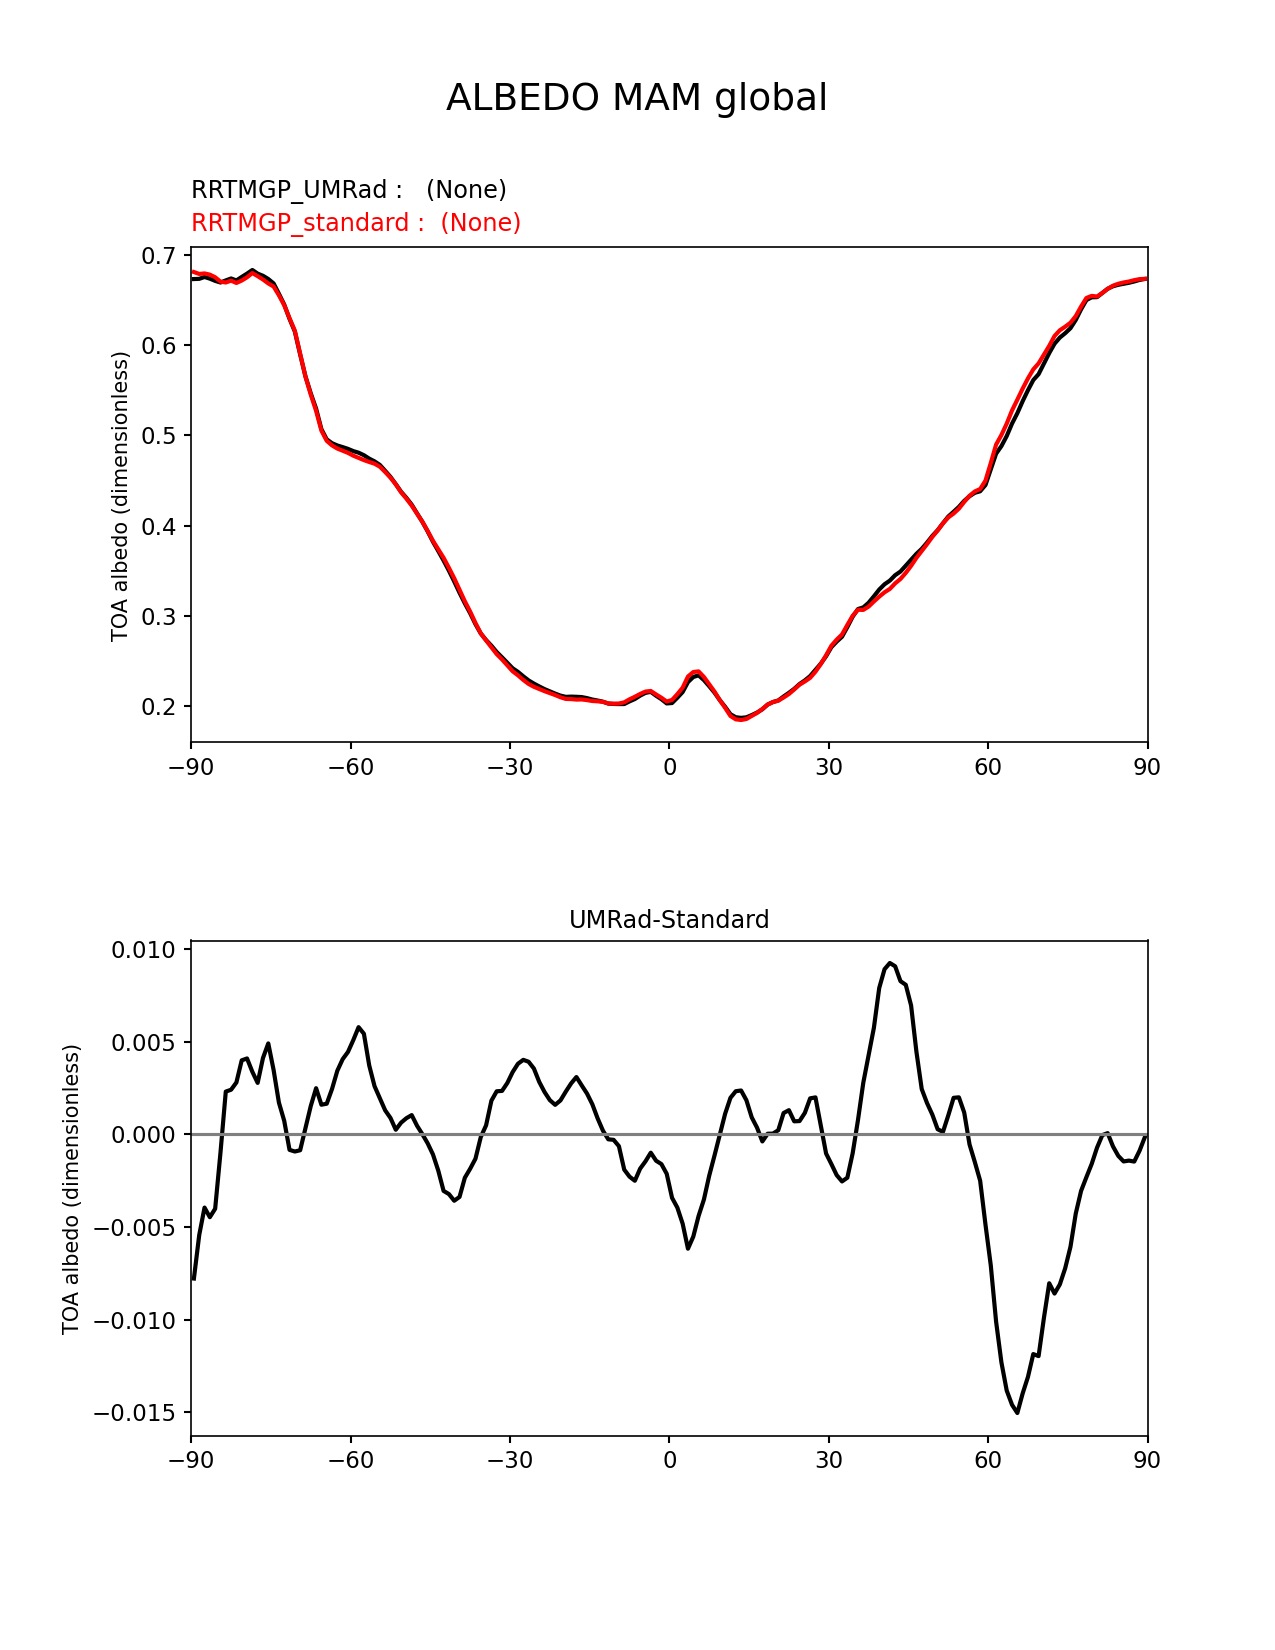 ALBEDO MAM global
RRTMGP_UMRad :   (None)
RRTMGP_standard :  (None)
TOA albedo (dimensionless)
0.7
0.6
0.5
0.4
0.3
0.2
−90 −60 −30 0 30 60 90
UMRad-Standard
TOA albedo (dimensionless)
0.010
0.005
0.000
−0.005
−0.010
−0.015
−90 −60 −30 0 30 60 90